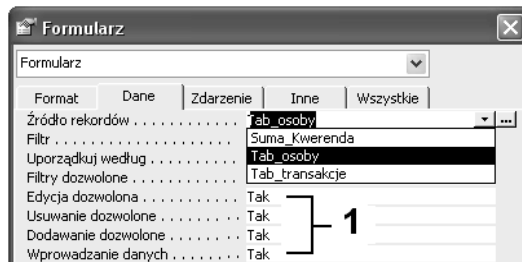 Formularz
Formularz
Format Dane Zdarzenie Inne Wszystkie
Źródło rekordów . . . . . . . . . . . . Tab_osoby ...
Filtr . . . . . . . . . . . . . . . . . . . . . Suma_Kwerenda
Uporządkuj według . . . . . . . . . . Tab_osoby
Filtry dozwolone . . . . . . . . . . . . Tab_transakcje
Edycja dozwolona . . . . . . . . . . . Tak
Usuwanie dozwolone . . . . . . . . . Tak
Dodawanie dozwolone . . . . . . . . Tak
Wprowadzanie danych . . . . . . . . Tak
1